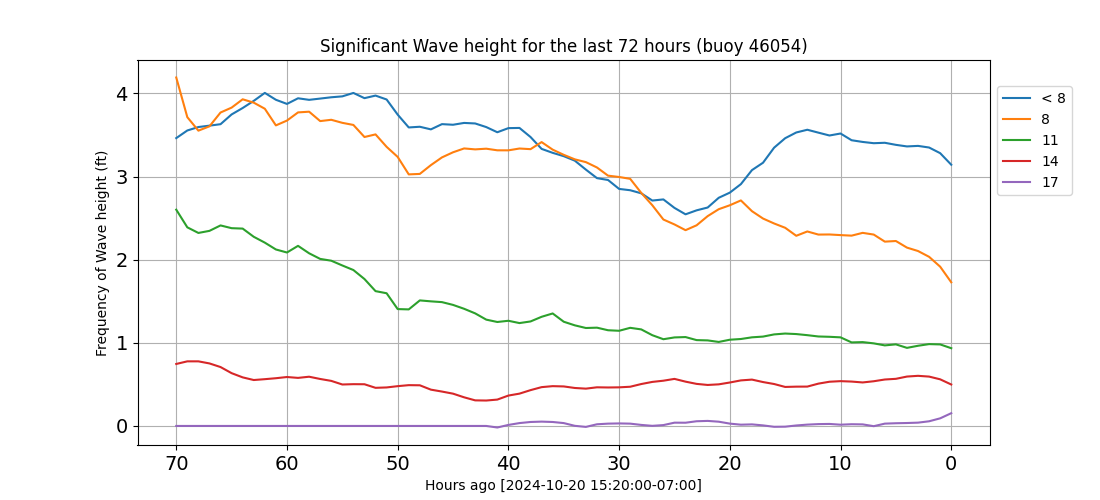 Significant Wave height for the last 72 hours (buoy 46054)
Frequency of Wave height (ft)
4
3
2
1
0
70 60 50 40 30 20 10 0
Hours ago [2024-10-20 15:20:00-07:00]
< 8
8
11
14
17